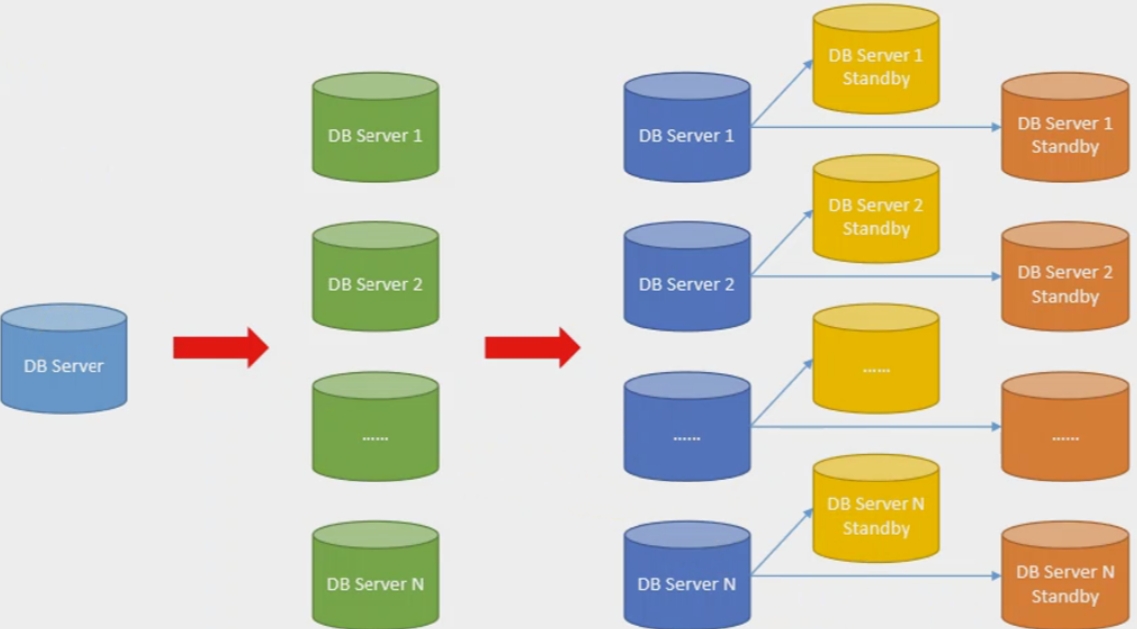 DB Server
DB Server 1
DB Server 2
......
DB Server N
DB Server 1
DB Server 2
......
DB Server N
DB Server 1
Standby
DB Server 2
Standby
......
DB Server N
Standby
DB Server 1
Standby
DB Server 2
Standby
......
DB Server N
Standby